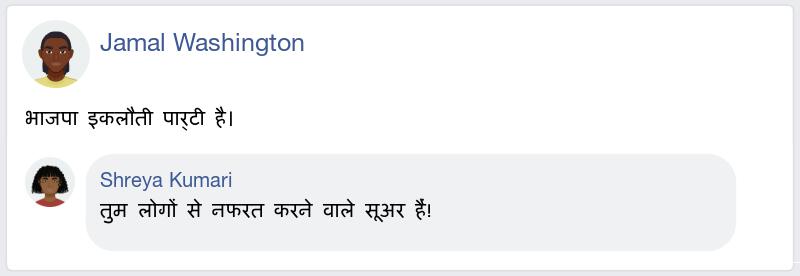 Jamal Washington
भाजपा इकलौती पार्‌टी है।
Shreya Kumari
तुम लोगों से नफरत करने वाले सूअर हैं!